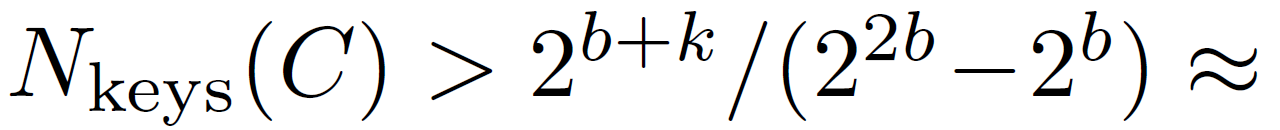 N_keys(C) > 2^{b+k}/(2^{2b}−2^b) ≈